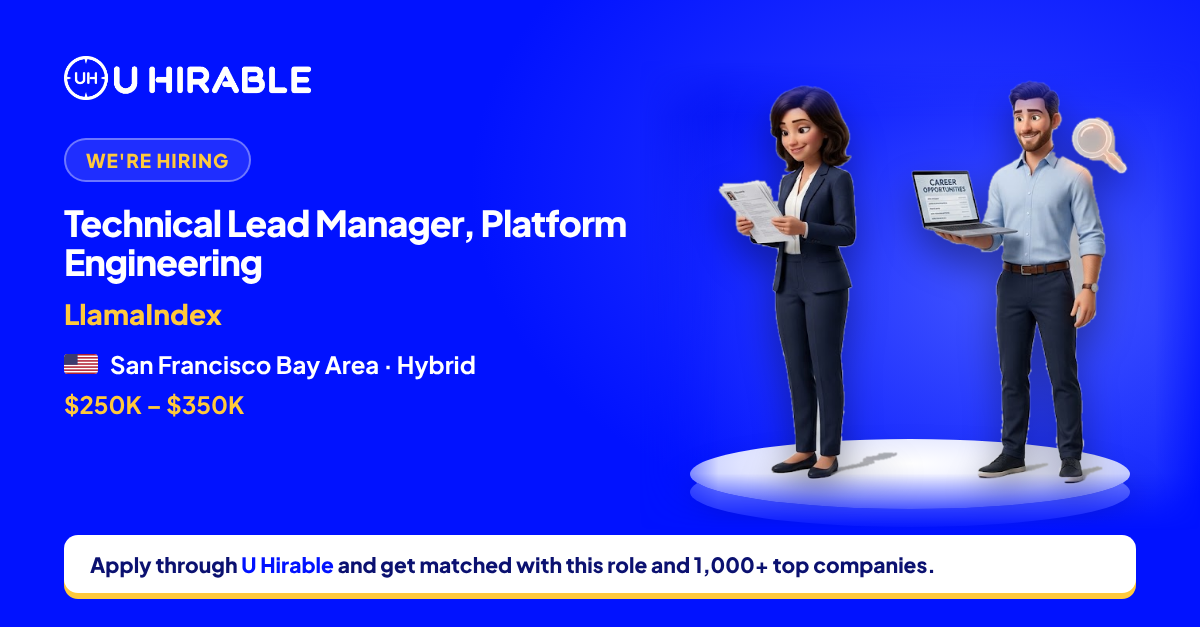 UH U HIRABLE
WE'RE HIRING
Technical Lead Manager, Platform
Engineering
LlamaIndex
San Francisco Bay Area · Hybrid
$250K – $350K
CAREER
OPPORTUNITIES
Apply through U Hirable and get matched with this role and 1,000+ top companies.